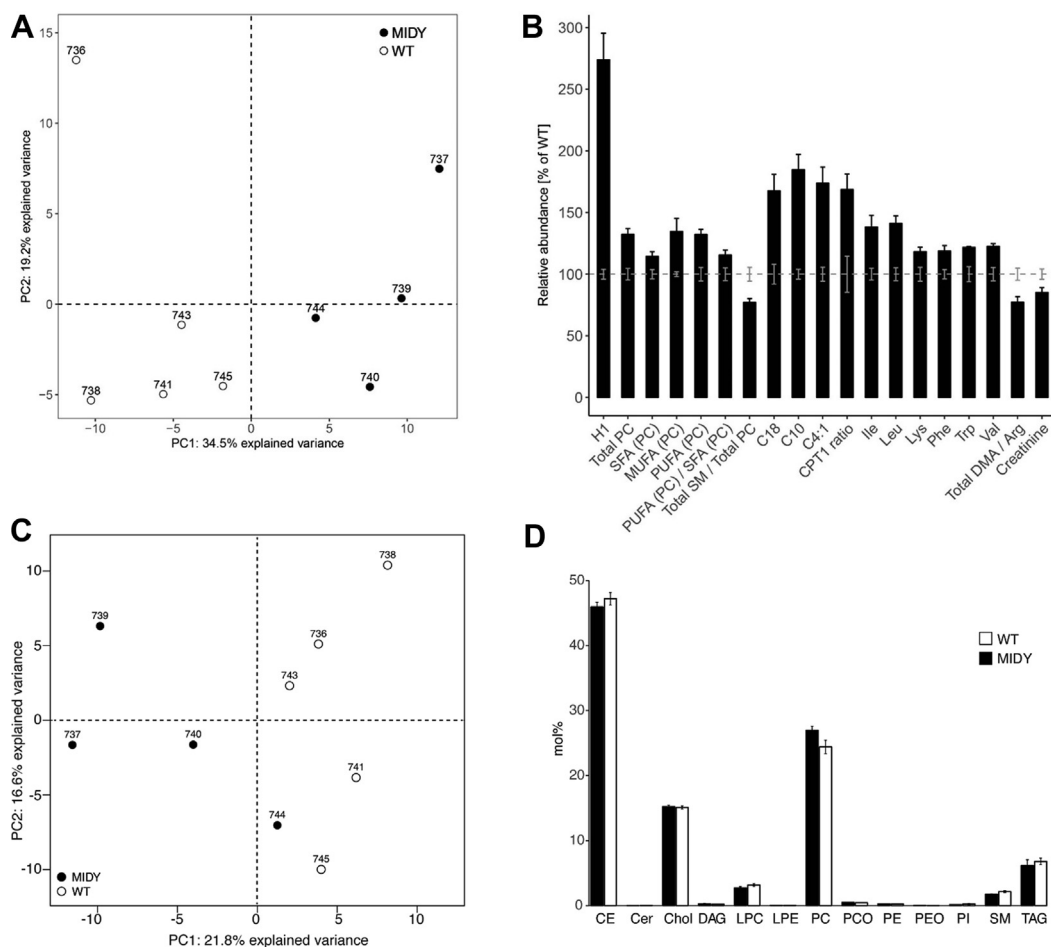 A
MIDY
WT
15
10
5
0
−5
736
737
739
744
743
745
741
738
740
−10
−5
0
5
10
PC2: 19.2% explained variance
PC1: 34.5% explained variance
B
300
250
200
150
100
50
0
Relative abundance [% of WT]
H1
Total PC
SFA (PC)
MUFA (PC)
PUFA (PC)
PUFA (PC) / SFA (PC)
Total SM / Total PC
C18
C10
C4:1
CPT1 ratio
Ile
Leu
Lys
Phe
Trp
Val
Total DMA / Arg
Creatinine
C
10
5
0
-5
-10
738
739
736
743
737
740
741
744
745
MIDY
WT
-10
-5
0
5
10
PC2: 16.6% explained variance
PC1: 21.8% explained variance
D
50
40
30
20
10
0
mol%
WT
MIDY
CE
Cer
Chol
DAG
LPC
LPE
PC
PCO
PE
PEO
PI
SM
TAG